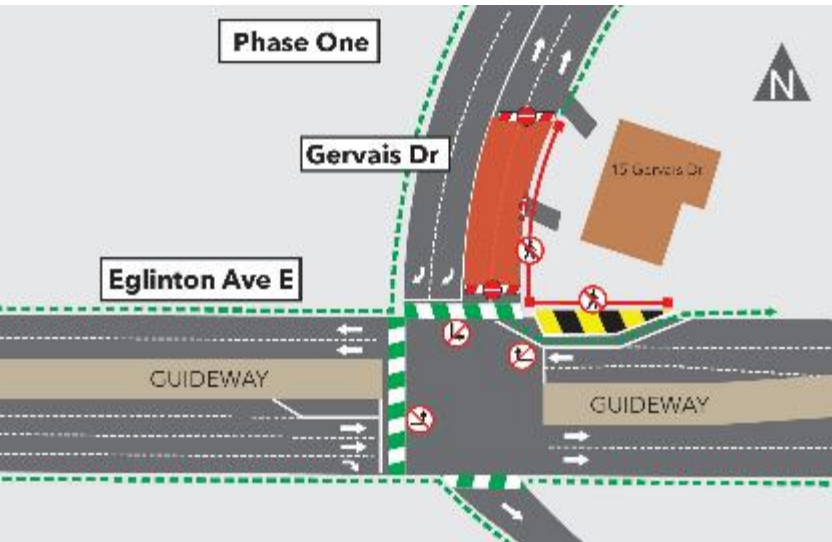 Phase One
N
Gervais Dr
15 Gervais Dr
Eglinton Ave E
GUIDEWAY
GUIDEWAY